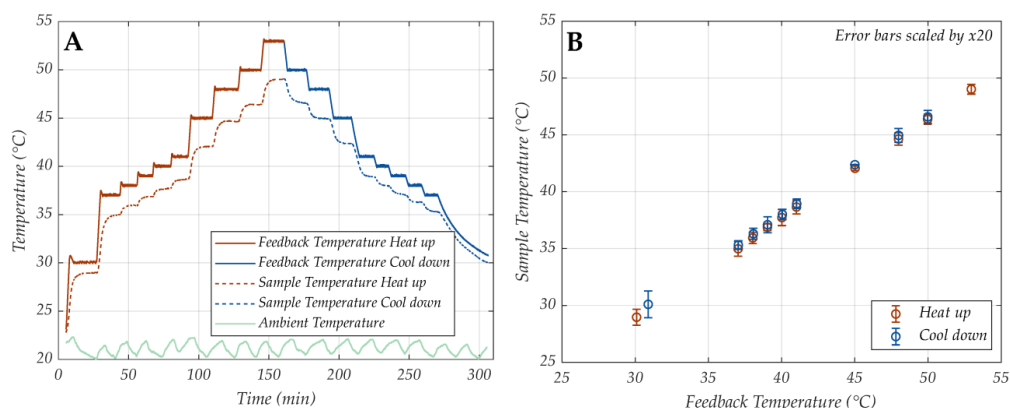 A
55
50
45
40
35
30
25
20
0
50
100
150
200
250
300
Temperature (°C)
Time (min)
Feedback Temperature Heat up
Feedback Temperature Cool down
Sample Temperature Heat up
Sample Temperature Cool down
Ambient Temperature
B
Error bars scaled by x20
55
50
45
40
35
30
25
25
30
35
40
45
50
55
Sample Temperature (°C)
Feedback Temperature (°C)
Heat up
Cool down